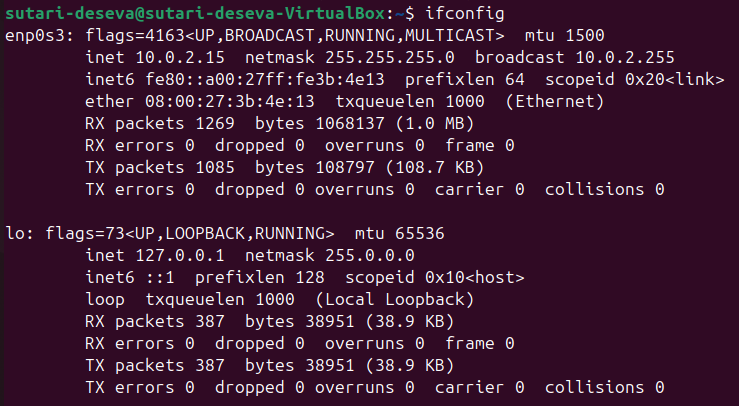 sutari-deseva@sutari-deseva-VirtualBox:~$ ifconfig
enp0s3: flags=4163<UP,BROADCAST,RUNNING,MULTICAST>  mtu 1500
        inet 10.0.2.15  netmask 255.255.255.0  broadcast 10.0.2.255
        inet6 fe80::a00:27ff:fe3b:4e13  prefixlen 64  scopeid 0x20<link>
        ether 08:00:27:3b:4e:13  txqueuelen 1000  (Ethernet)
        RX packets 1269  bytes 1068137 (1.0 MB)
        RX errors 0  dropped 0  overruns 0  frame 0
        TX packets 1085  bytes 108797 (108.7 KB)
        TX errors 0  dropped 0 overruns 0  carrier 0  collisions 0

lo: flags=73<UP,LOOPBACK,RUNNING>  mtu 65536
        inet 127.0.0.1  netmask 255.0.0.0
        inet6 ::1  prefixlen 128  scopeid 0x10<host>
        loop  txqueuelen 1000  (Local Loopback)
        RX packets 387  bytes 38951 (38.9 KB)
        RX errors 0  dropped 0  overruns 0  frame 0
        TX packets 387  bytes 38951 (38.9 KB)
        TX errors 0  dropped 0 overruns 0  carrier 0  collisions 0